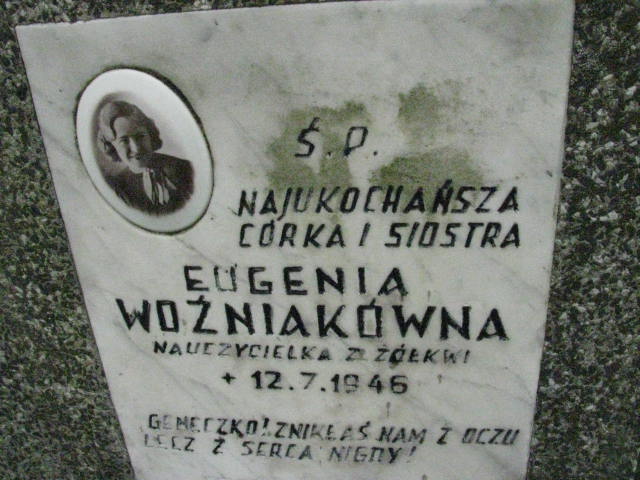 Ś.P.
NAJUKOCHAŃSZA
CÓRKA I SIOSTRA
EUGENIA
WOŹNIAKÓWNA
NAUCZYCIELKA Z ŻÓŁKWI
+ 12.7.1946
GENECZKO! ZNIKŁAŚ NAM Z OCZU
LECZ Z SERCA NIGDY!